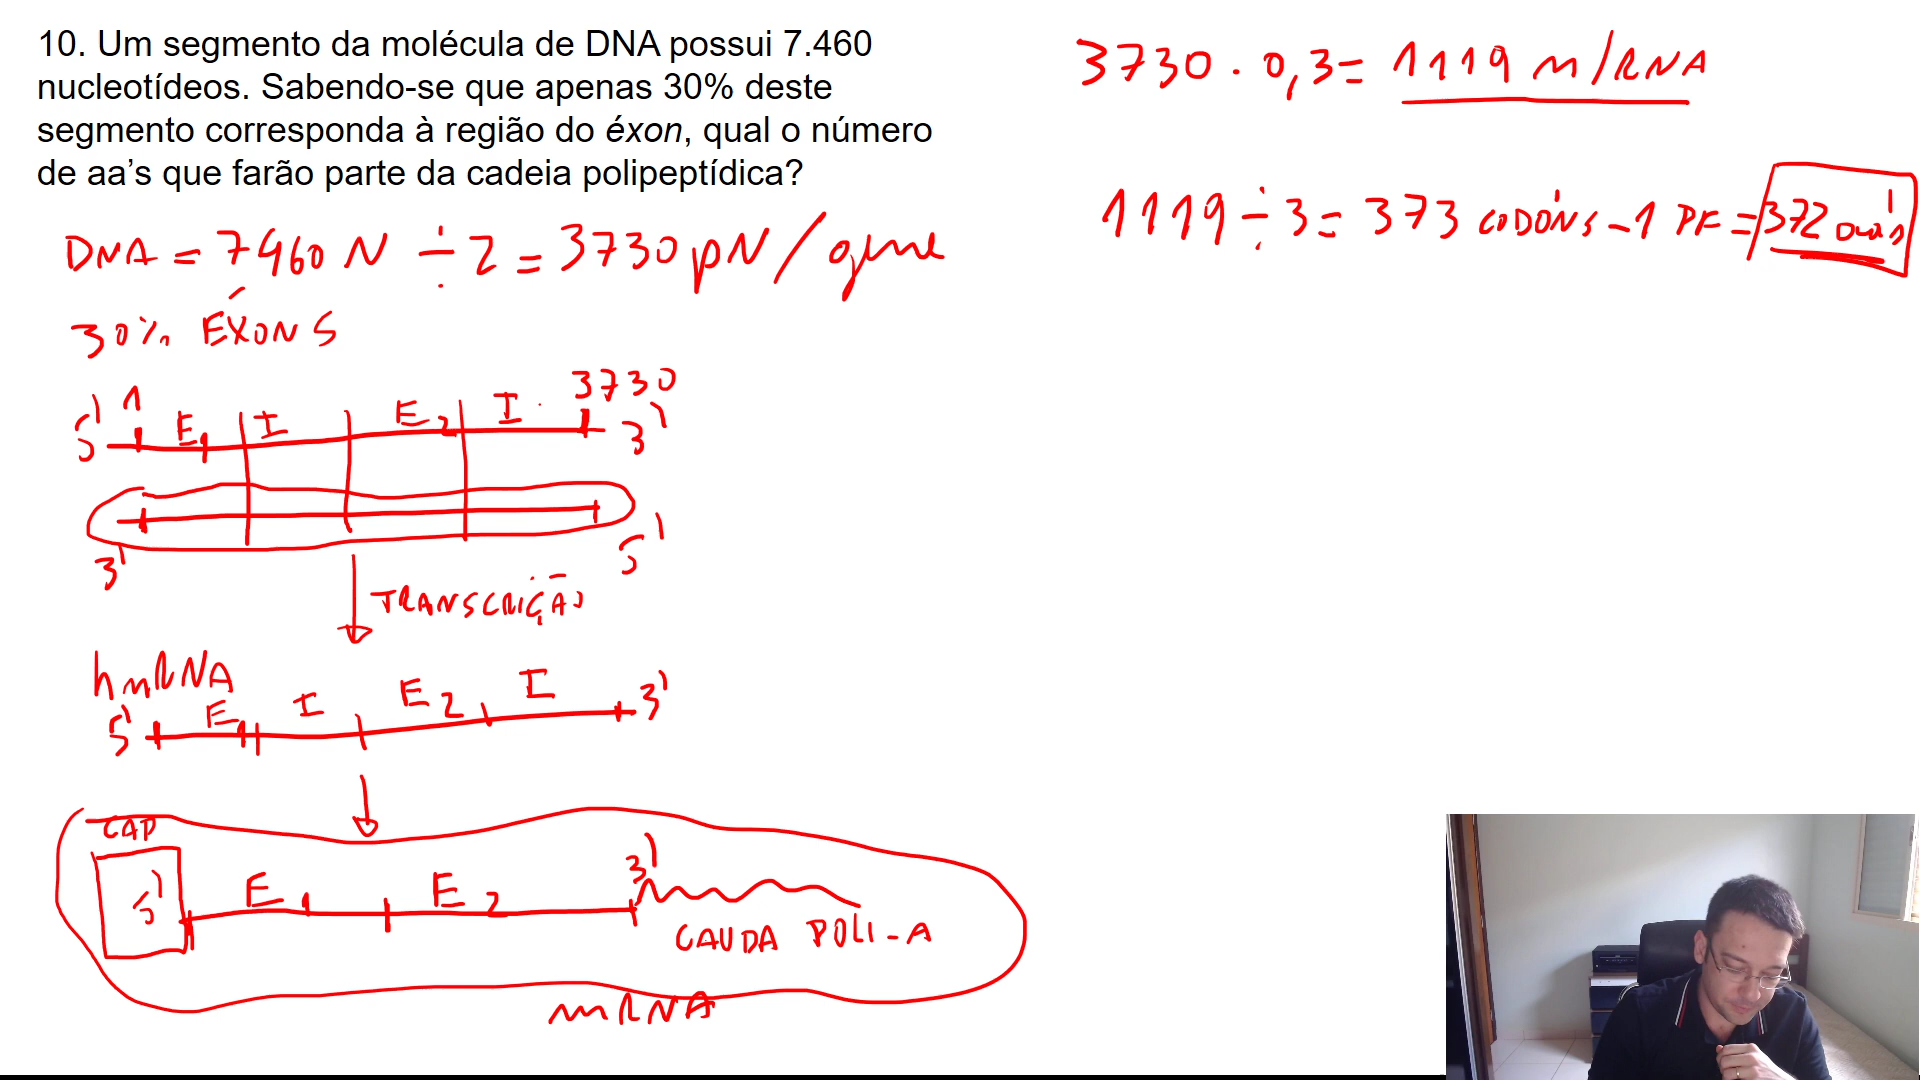 10. Um segmento da molécula de DNA possui 7.460
nucleotídeos. Sabendo-se que apenas 30% deste
segmento corresponda à região do éxon, qual o número
de aa's que farão parte da cadeia polipeptídica?
DNA = 7460 N ÷ 2 = 3730 pN / gene
30% ÉXONS
1 3730
5' E1 I E2 I 3'
3' 5'
TRANSCRIÇÃO
hnRNA
5' E1 I E2 I 3'
CAP
5' E1 E2 3'
CAUDA POLI-A
mRNA
3730 . 0,3 = 1119 N/RNA
1119 ÷ 3 = 373 CODÓNS - 1 PF = 372 aa's